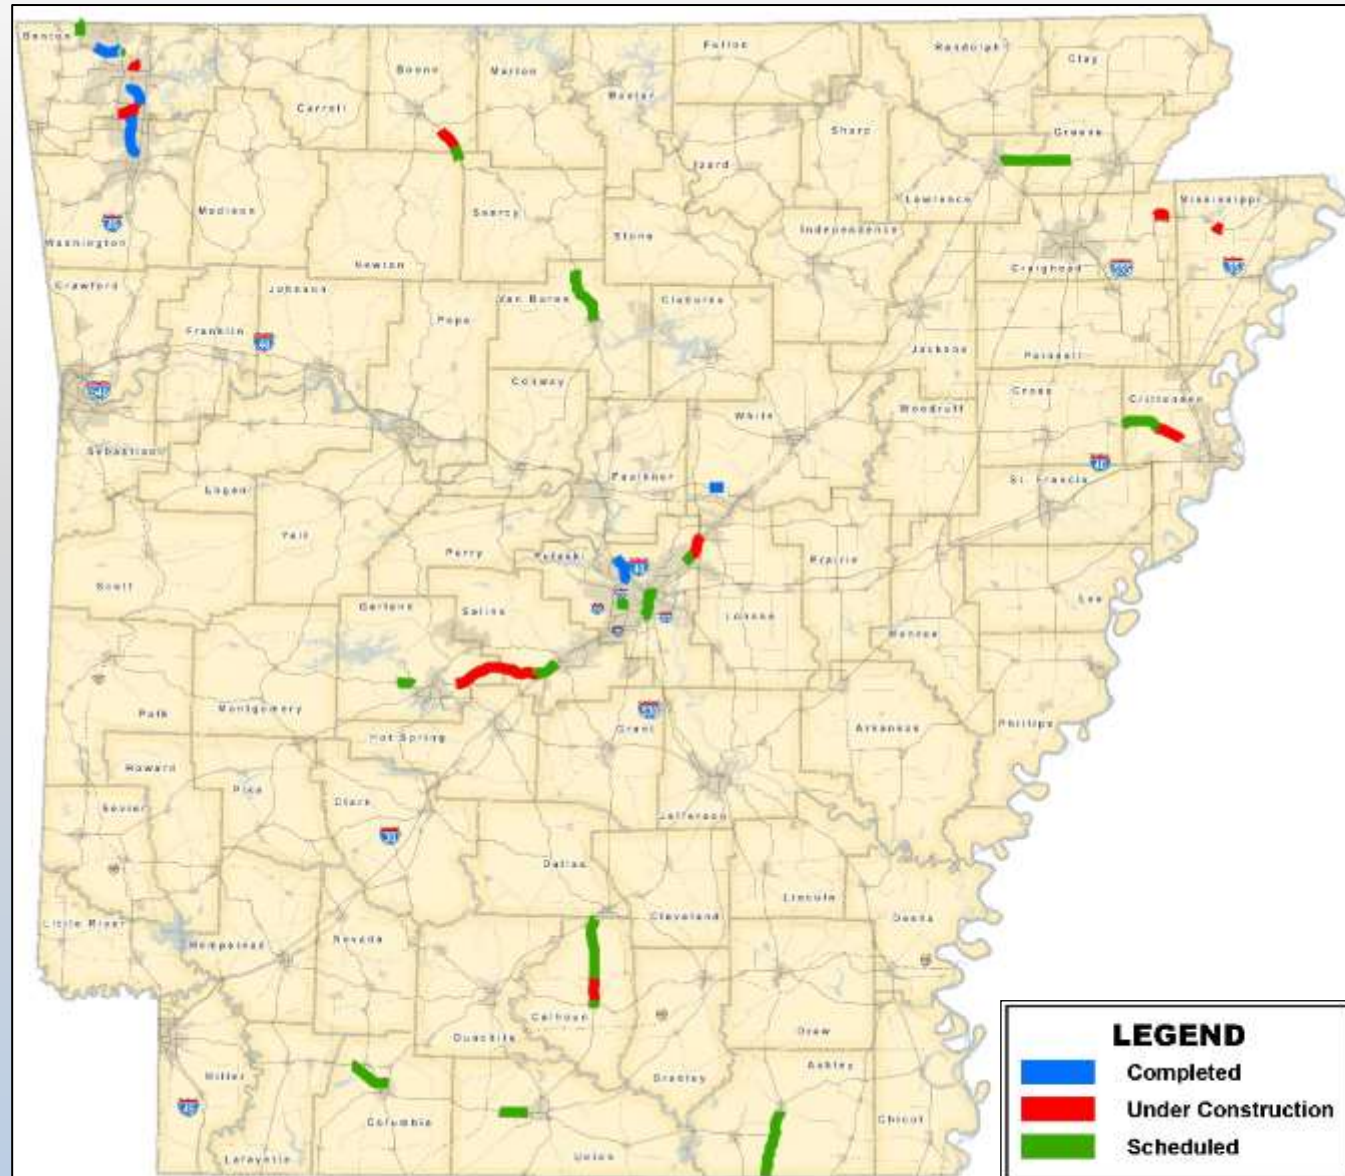 Benton
Boone
Marion
Baxter
Fulton
Randolph
Clay
Carroll
Sharp
Greene
Izard
Lawrence
Madison
Searcy
Stone
Independence
Mississippi
Washington
Newton
Craighead
Crawford
Johnson
Van Buren
Cleburne
Franklin
Pope
Jackson
Poinsett
Conway
White
Woodruff
Cross
Crittenden
Sebastian
Logan
Faulkner
St. Francis
Yell
Perry
Pulaski
Prairie
Scott
Garland
Saline
Lonoke
Lee
Monroe
Polk
Montgomery
Hot Spring
Grant
Arkansas
Phillips
Howard
Pike
Sevier
Clark
Jefferson
Dallas
Lincoln
Little River
Cleveland
Desha
Hempstead
Nevada
Calhoun
Ouachita
Drew
Miller
Bradley
Ashley
Columbia
Chicot
Lafayette
Union
LEGEND
Completed
Under Construction
Scheduled